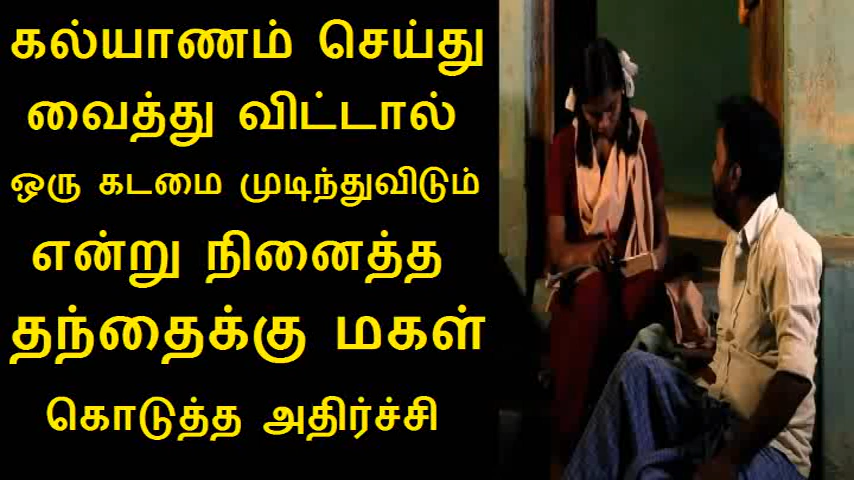 கல்யாணம் செய்து
வைத்து விட்டால்
ஒரு கடமை முடிந்துவிடும்
என்று நினைத்த
தந்தைக்கு மகள்
கொடுத்த அதிர்ச்சி